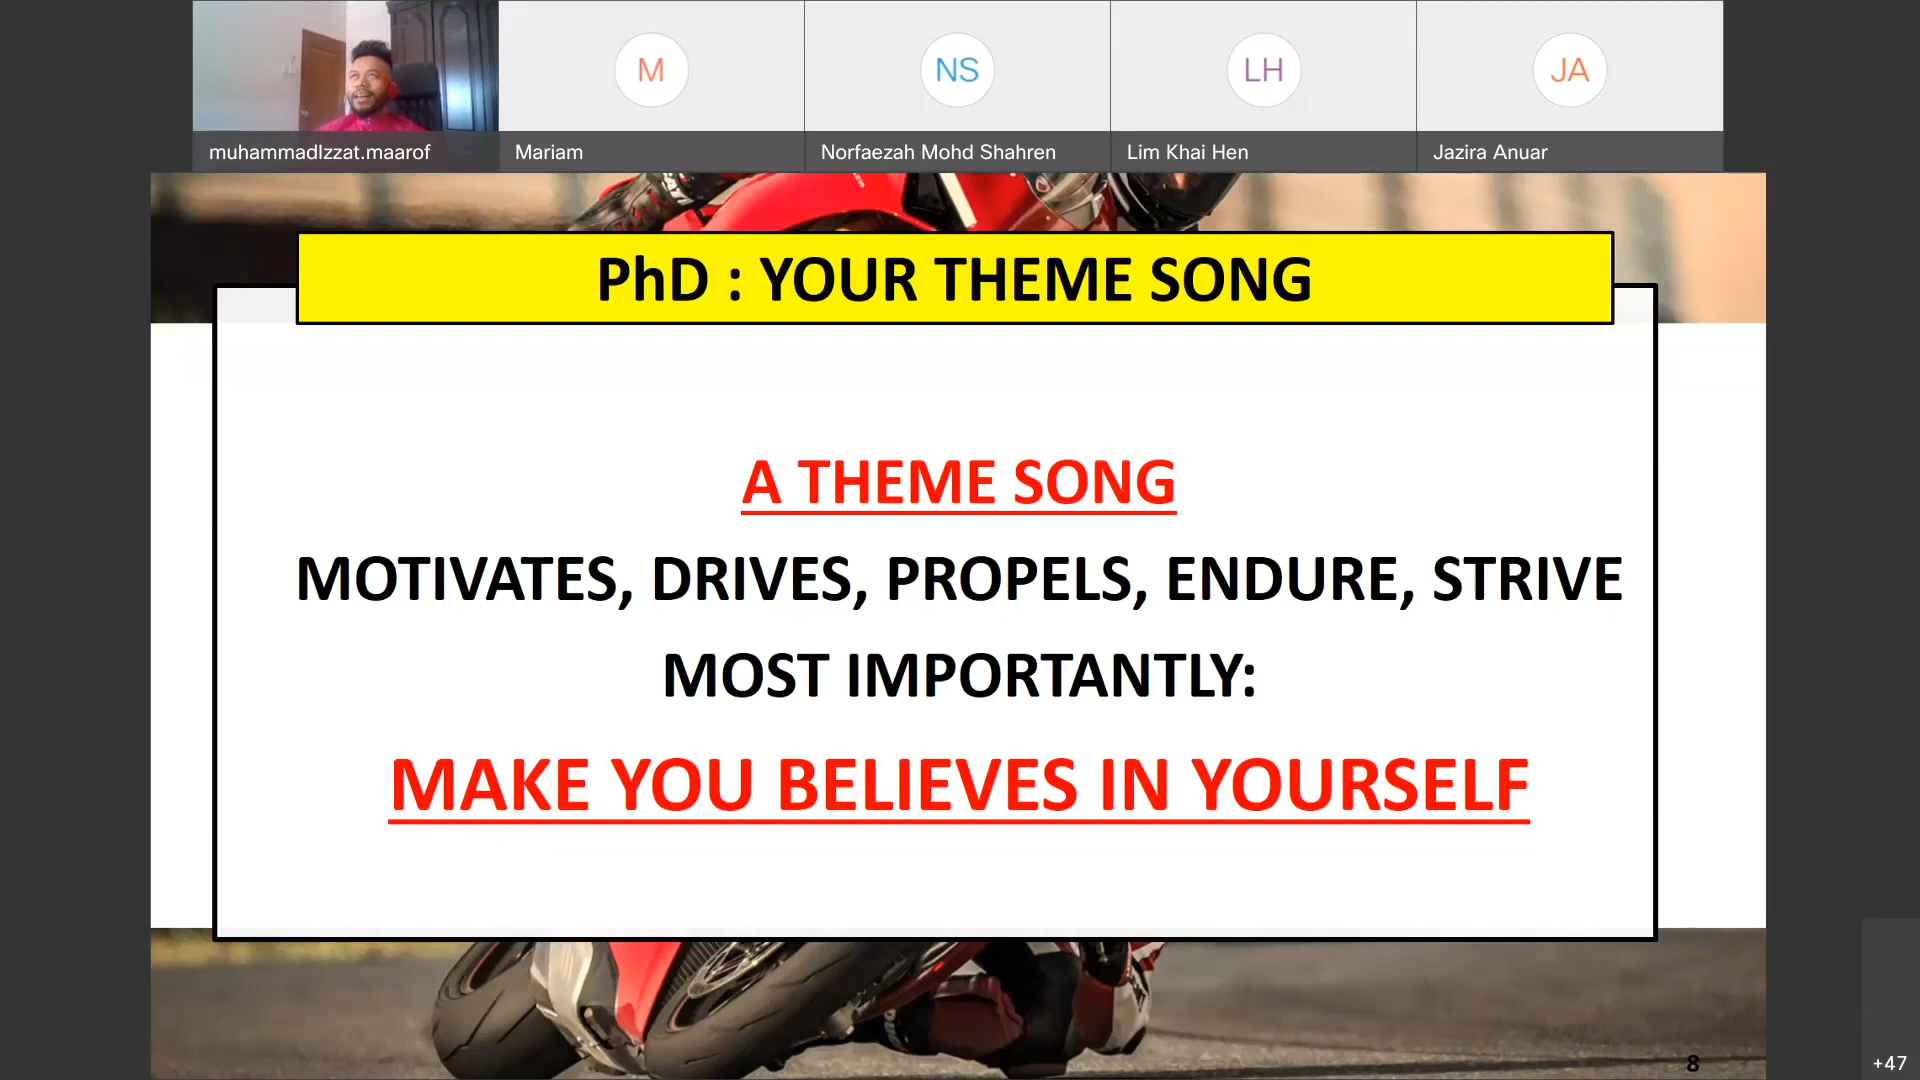 M
NS
LH
JA
muhammadIzzat.maarof
Mariam
Norfaezah Mohd Shahren
Lim Khai Hen
Jazira Anuar
PhD : YOUR THEME SONG
A THEME SONG
MOTIVATES, DRIVES, PROPELS, ENDURE, STRIVE
MOST IMPORTANTLY:
MAKE YOU BELIEVES IN YOURSELF
8
+47